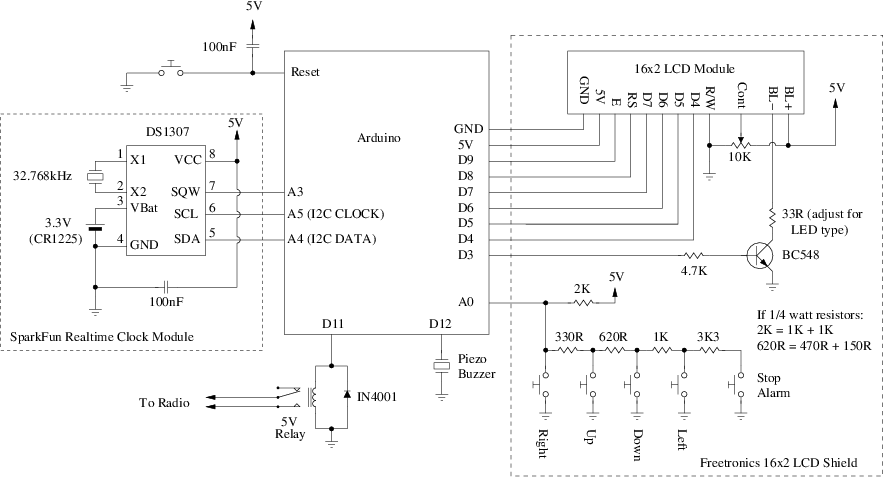 5V
100nF
Reset
Arduino
GND
5V
D9
D8
D7
D6
D5
D4
D3
A0
A3
A5 (I2C CLOCK)
A4 (I2C DATA)
D11
D12
DS1307
5V
1
X1
VCC
8
32.768kHz
2
X2
SQW
7
3
VBat
SCL
6
3.3V
(CR1225)
4
GND
SDA
5
100nF
SparkFun Realtime Clock Module
16x2 LCD Module
GND
5V
E
RS
D7
D6
D5
D4
R/W
Cont
BL-
BL+
5V
10K
33R (adjust for
LED type)
BC548
4.7K
5V
2K
330R
620R
1K
3K3
If 1/4 watt resistors:
2K = 1K + 1K
620R = 470R + 150R
Stop
Alarm
Right
Up
Down
Left
Freetronics 16x2 LCD Shield
Piezo
Buzzer
IN4001
To Radio
5V
Relay